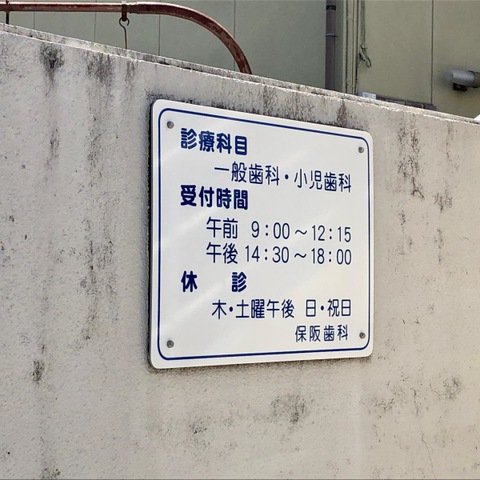 診療科目
一般歯科・小児歯科
受付時間
午前 9:00～12:15
午後 14:30～18:00
休 診
木・土曜午後 日・祝日
保阪歯科